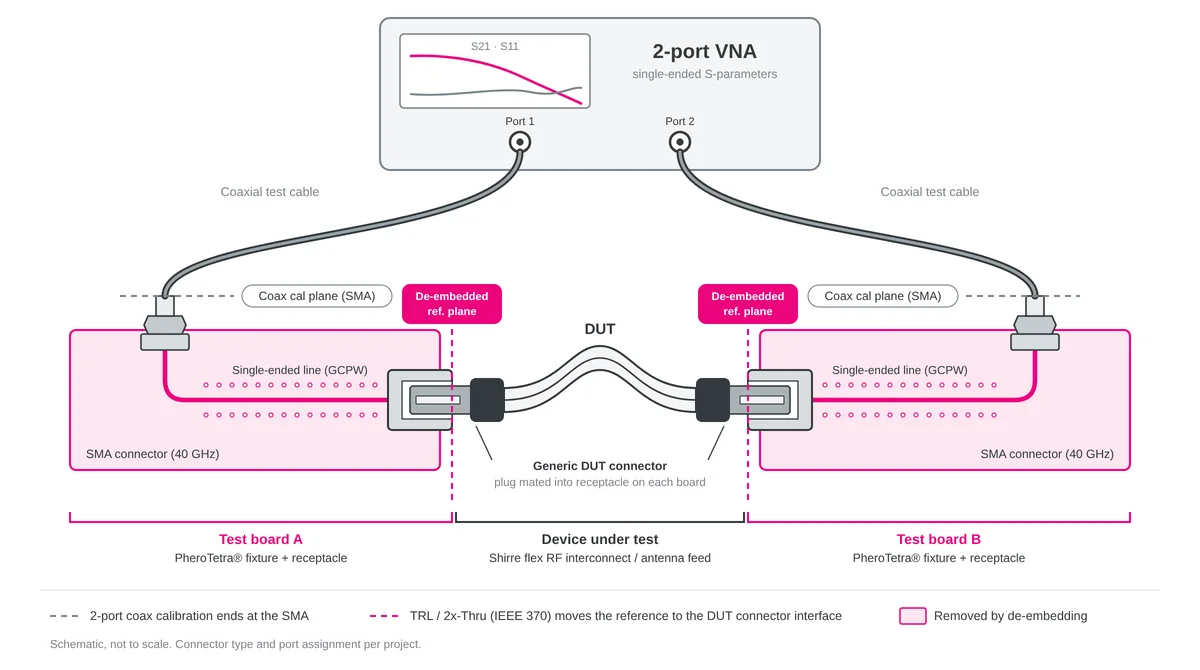 S21 · S11
2-port VNA
single-ended S-parameters
Port 1
Port 2
Coaxial test cable
Coaxial test cable
Coax cal plane (SMA)
De-embedded
ref. plane
De-embedded
ref. plane
Coax cal plane (SMA)
DUT
Single-ended line (GCPW)
Single-ended line (GCPW)
SMA connector (40 GHz)
SMA connector (40 GHz)
Generic DUT connector
plug mated into receptacle on each board
Test board A
PheroTetra® fixture + receptacle
Device under test
Shirre flex RF interconnect / antenna feed
Test board B
PheroTetra® fixture + receptacle
2-port coax calibration ends at the SMA
TRL / 2x-Thru (IEEE 370) moves the reference to the DUT connector interface
Removed by de-embedding
Schematic, not to scale. Connector type and port assignment per project.